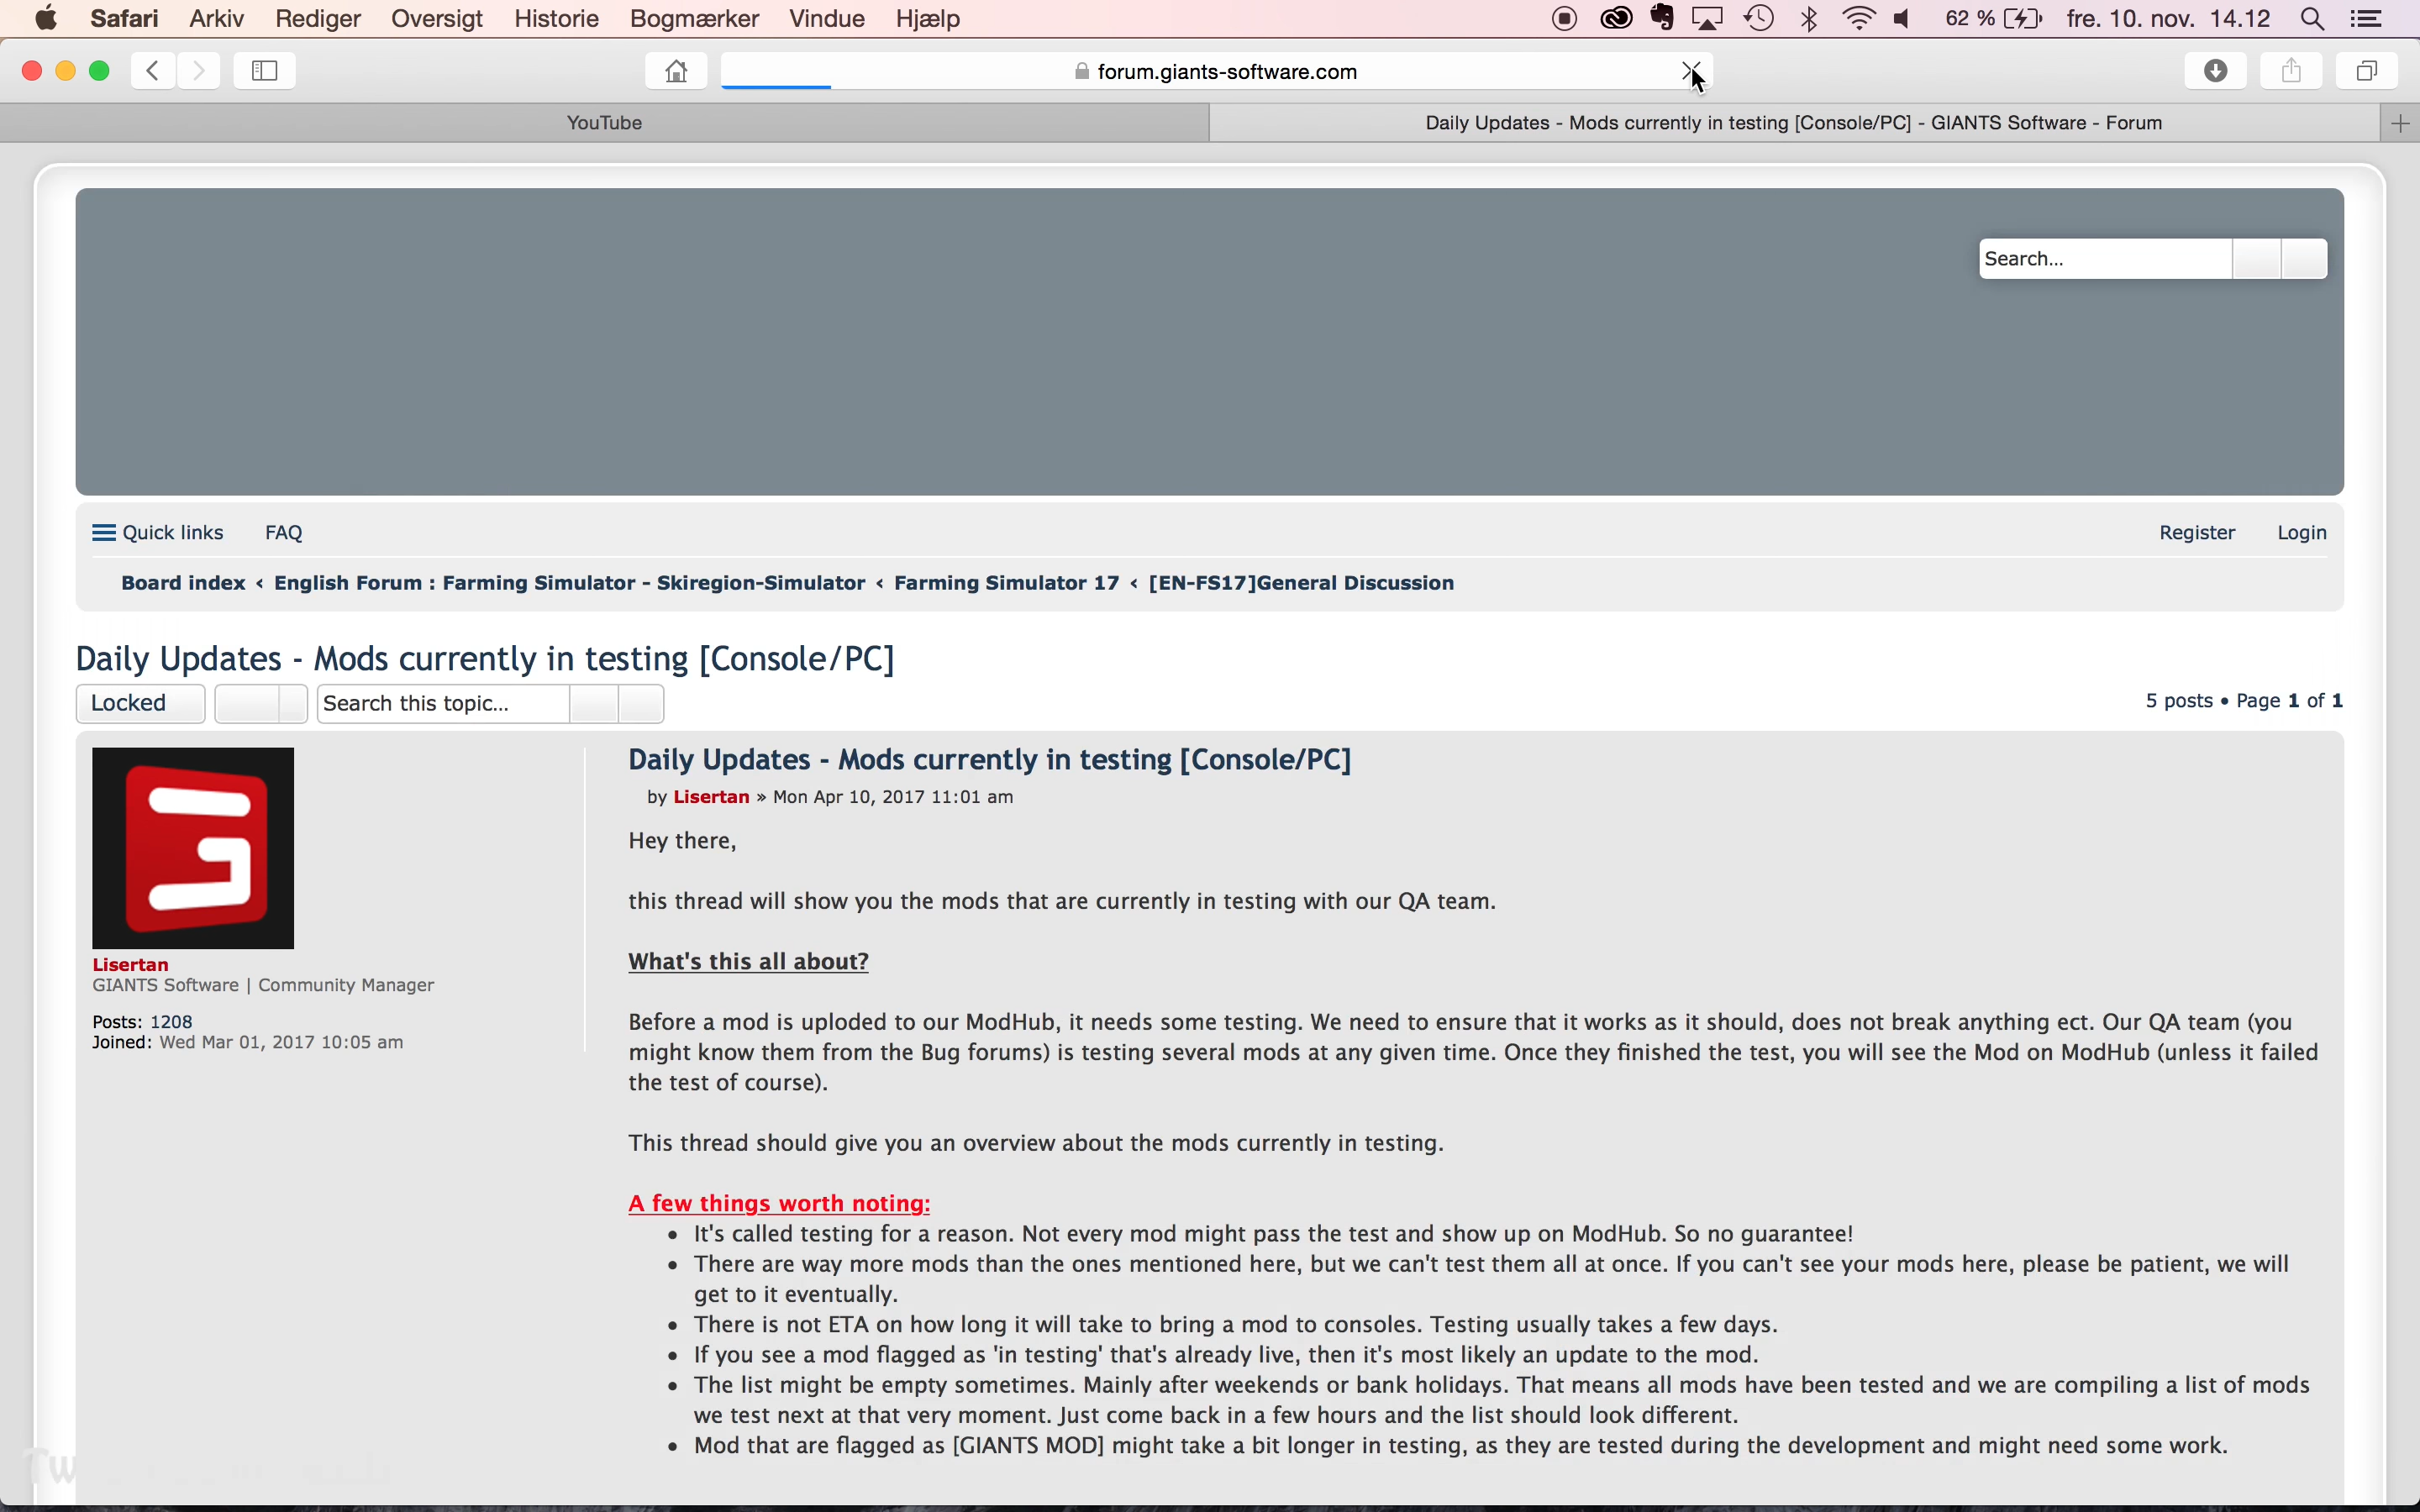 Safari Arkiv Rediger Oversigt Historie Bogmærker Vindue Hjælp 62 % fre. 10. nov. 14.12
forum.giants-software.com
YouTube
Daily Updates - Mods currently in testing [Console/PC] - GIANTS Software - Forum
Search...
Quick links FAQ Register Login
Board index ‹ English Forum : Farming Simulator - Skiregion-Simulator ‹ Farming Simulator 17 ‹ [EN-FS17]General Discussion
Daily Updates - Mods currently in testing [Console/PC]
Locked Search this topic... 5 posts • Page 1 of 1
Lisertan
GIANTS Software | Community Manager
Posts: 1208
Joined: Wed Mar 01, 2017 10:05 am
Daily Updates - Mods currently in testing [Console/PC]
by Lisertan » Mon Apr 10, 2017 11:01 am
Hey there,
this thread will show you the mods that are currently in testing with our QA team.
What's this all about?
Before a mod is uploded to our ModHub, it needs some testing. We need to ensure that it works as it should, does not break anything ect. Our QA team (you
might know them from the Bug forums) is testing several mods at any given time. Once they finished the test, you will see the Mod on ModHub (unless it failed
the test of course).
This thread should give you an overview about the mods currently in testing.
A few things worth noting:
• It's called testing for a reason. Not every mod might pass the test and show up on ModHub. So no guarantee!
• There are way more mods than the ones mentioned here, but we can't test them all at once. If you can't see your mods here, please be patient, we will
get to it eventually.
• There is not ETA on how long it will take to bring a mod to consoles. Testing usually takes a few days.
• If you see a mod flagged as 'in testing' that's already live, then it's most likely an update to the mod.
• The list might be empty sometimes. Mainly after weekends or bank holidays. That means all mods have been tested and we are compiling a list of mods
we test next at that very moment. Just come back in a few hours and the list should look different.
• Mod that are flagged as [GIANTS MOD] might take a bit longer in testing, as they are tested during the development and might need some work.